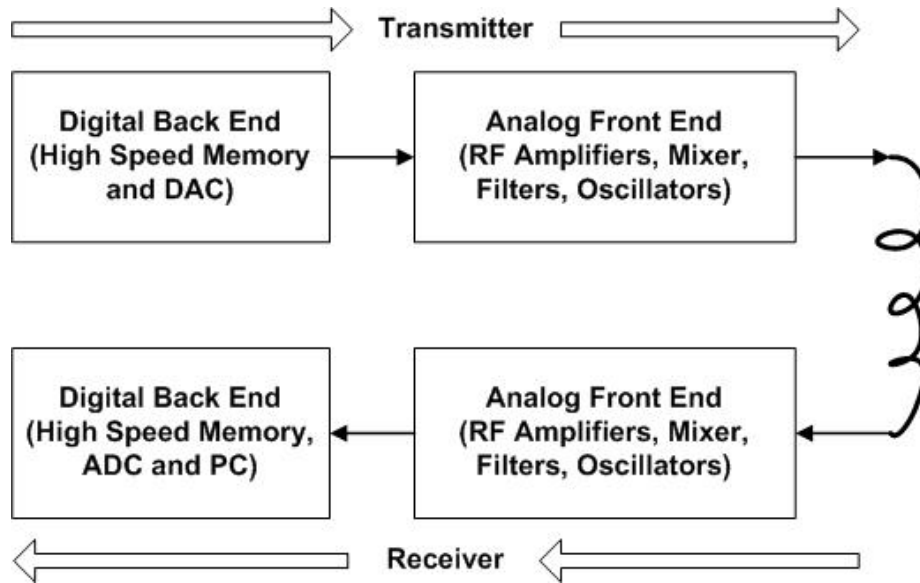 Transmitter
Digital Back End
(High Speed Memory
and DAC)
Analog Front End
(RF Amplifiers, Mixer,
Filters, Oscillators)
Digital Back End
(High Speed Memory,
ADC and PC)
Analog Front End
(RF Amplifiers, Mixer,
Filters, Oscillators)
Receiver